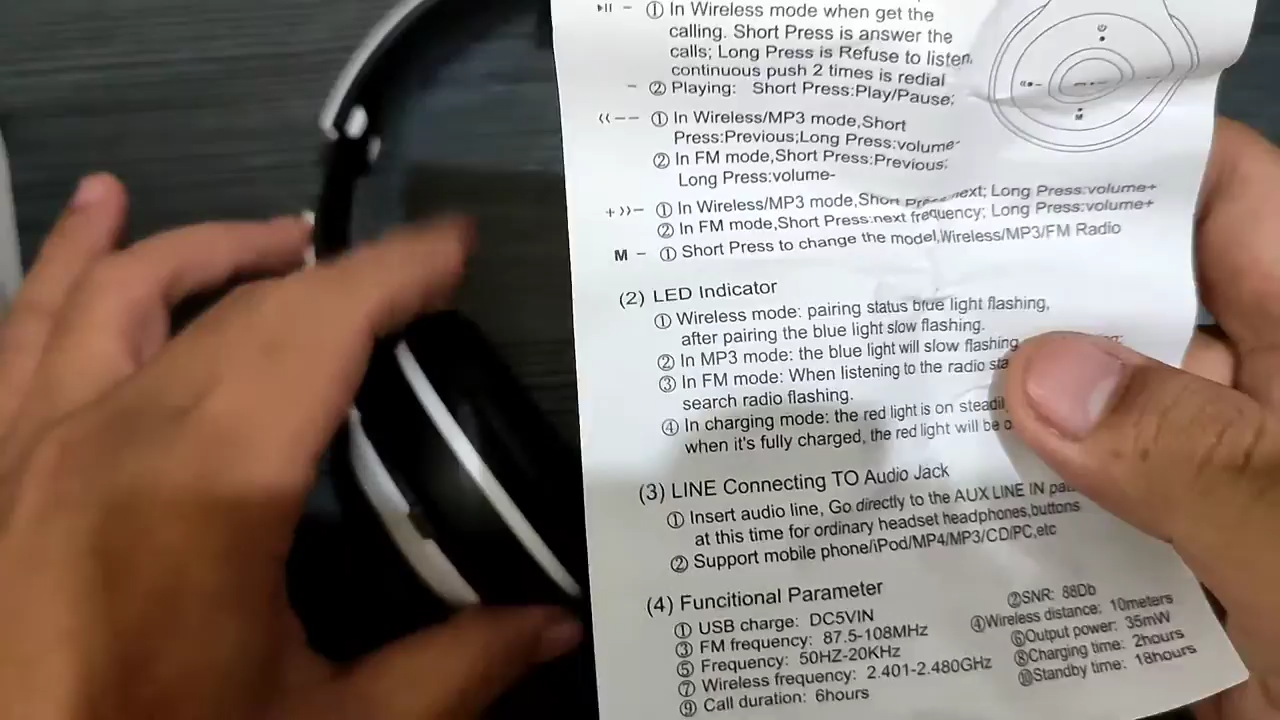 ▸II – ① In Wireless mode when get the
calling. Short Press is answer the
calls; Long Press is Refuse to listen,
continuous push 2 times is redial
– ② Playing: Short Press:Play/Pause;
‹‹ – – ① In Wireless/MP3 mode,Short
Press:Previous;Long Press:volume-
② In FM mode,Short Press:Previous;
Long Press:volume-
+ ›› – ① In Wireless/MP3 mode,Short Press:next; Long Press:volume+
② In FM mode,Short Press:next frequency; Long Press:volume+
M – ① Short Press to change the model,Wireless/MP3/FM Radio
(2) LED Indicator
① Wireless mode: pairing status blue light flashing,
after pairing the blue light slow flashing.
② In MP3 mode: the blue light will slow flashing
③ In FM mode: When listening to the radio
search radio flashing.
④ In charging mode: the red light is on
when it's fully charged, the red light will be
(3) LINE Connecting TO Audio Jack
① Insert audio line, Go directly to the AUX LINE IN
at this time for ordinary headset headphones,buttons
② Support mobile phone/iPod/MP4/MP3/CD/PC,etc
(4) Funcitional Parameter
① USB charge: DC5VIN ②SNR: 88Db
③ FM frequency: 87.5-108MHz ④Wireless distance: 10meters
⑤ Frequency: 50HZ-20KHz ⑥Output power: 35mW
⑦ Wireless frequency: 2.401-2.480GHz ⑧Charging time: 2hours
⑨ Call duration: 6hours ⑩Standby time: 18hours